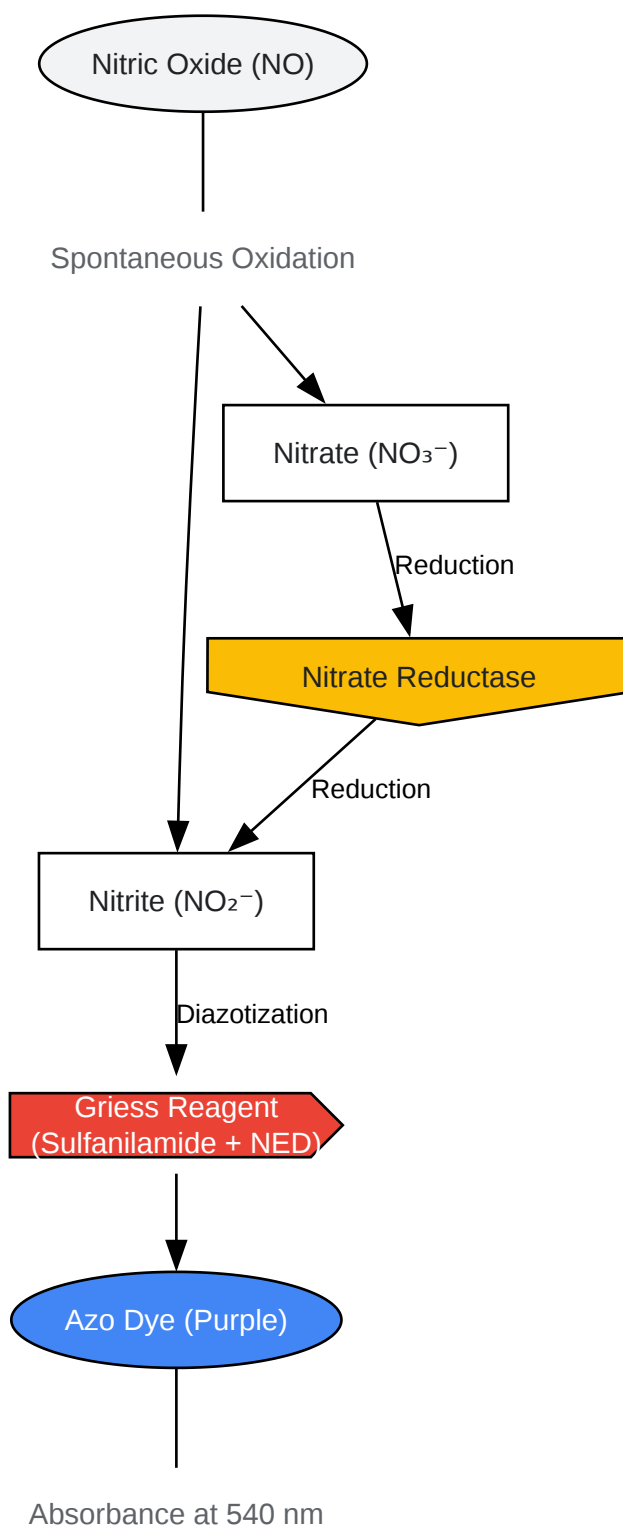 Nitric Oxide (NO)
Spontaneous Oxidation
Nitrate (NO₃⁻)
Reduction
Nitrate Reductase
Reduction
Nitrite (NO₂⁻)
Diazotization
Griess Reagent
(Sulfanilamide + NED)
Azo Dye (Purple)
Absorbance at 540 nm